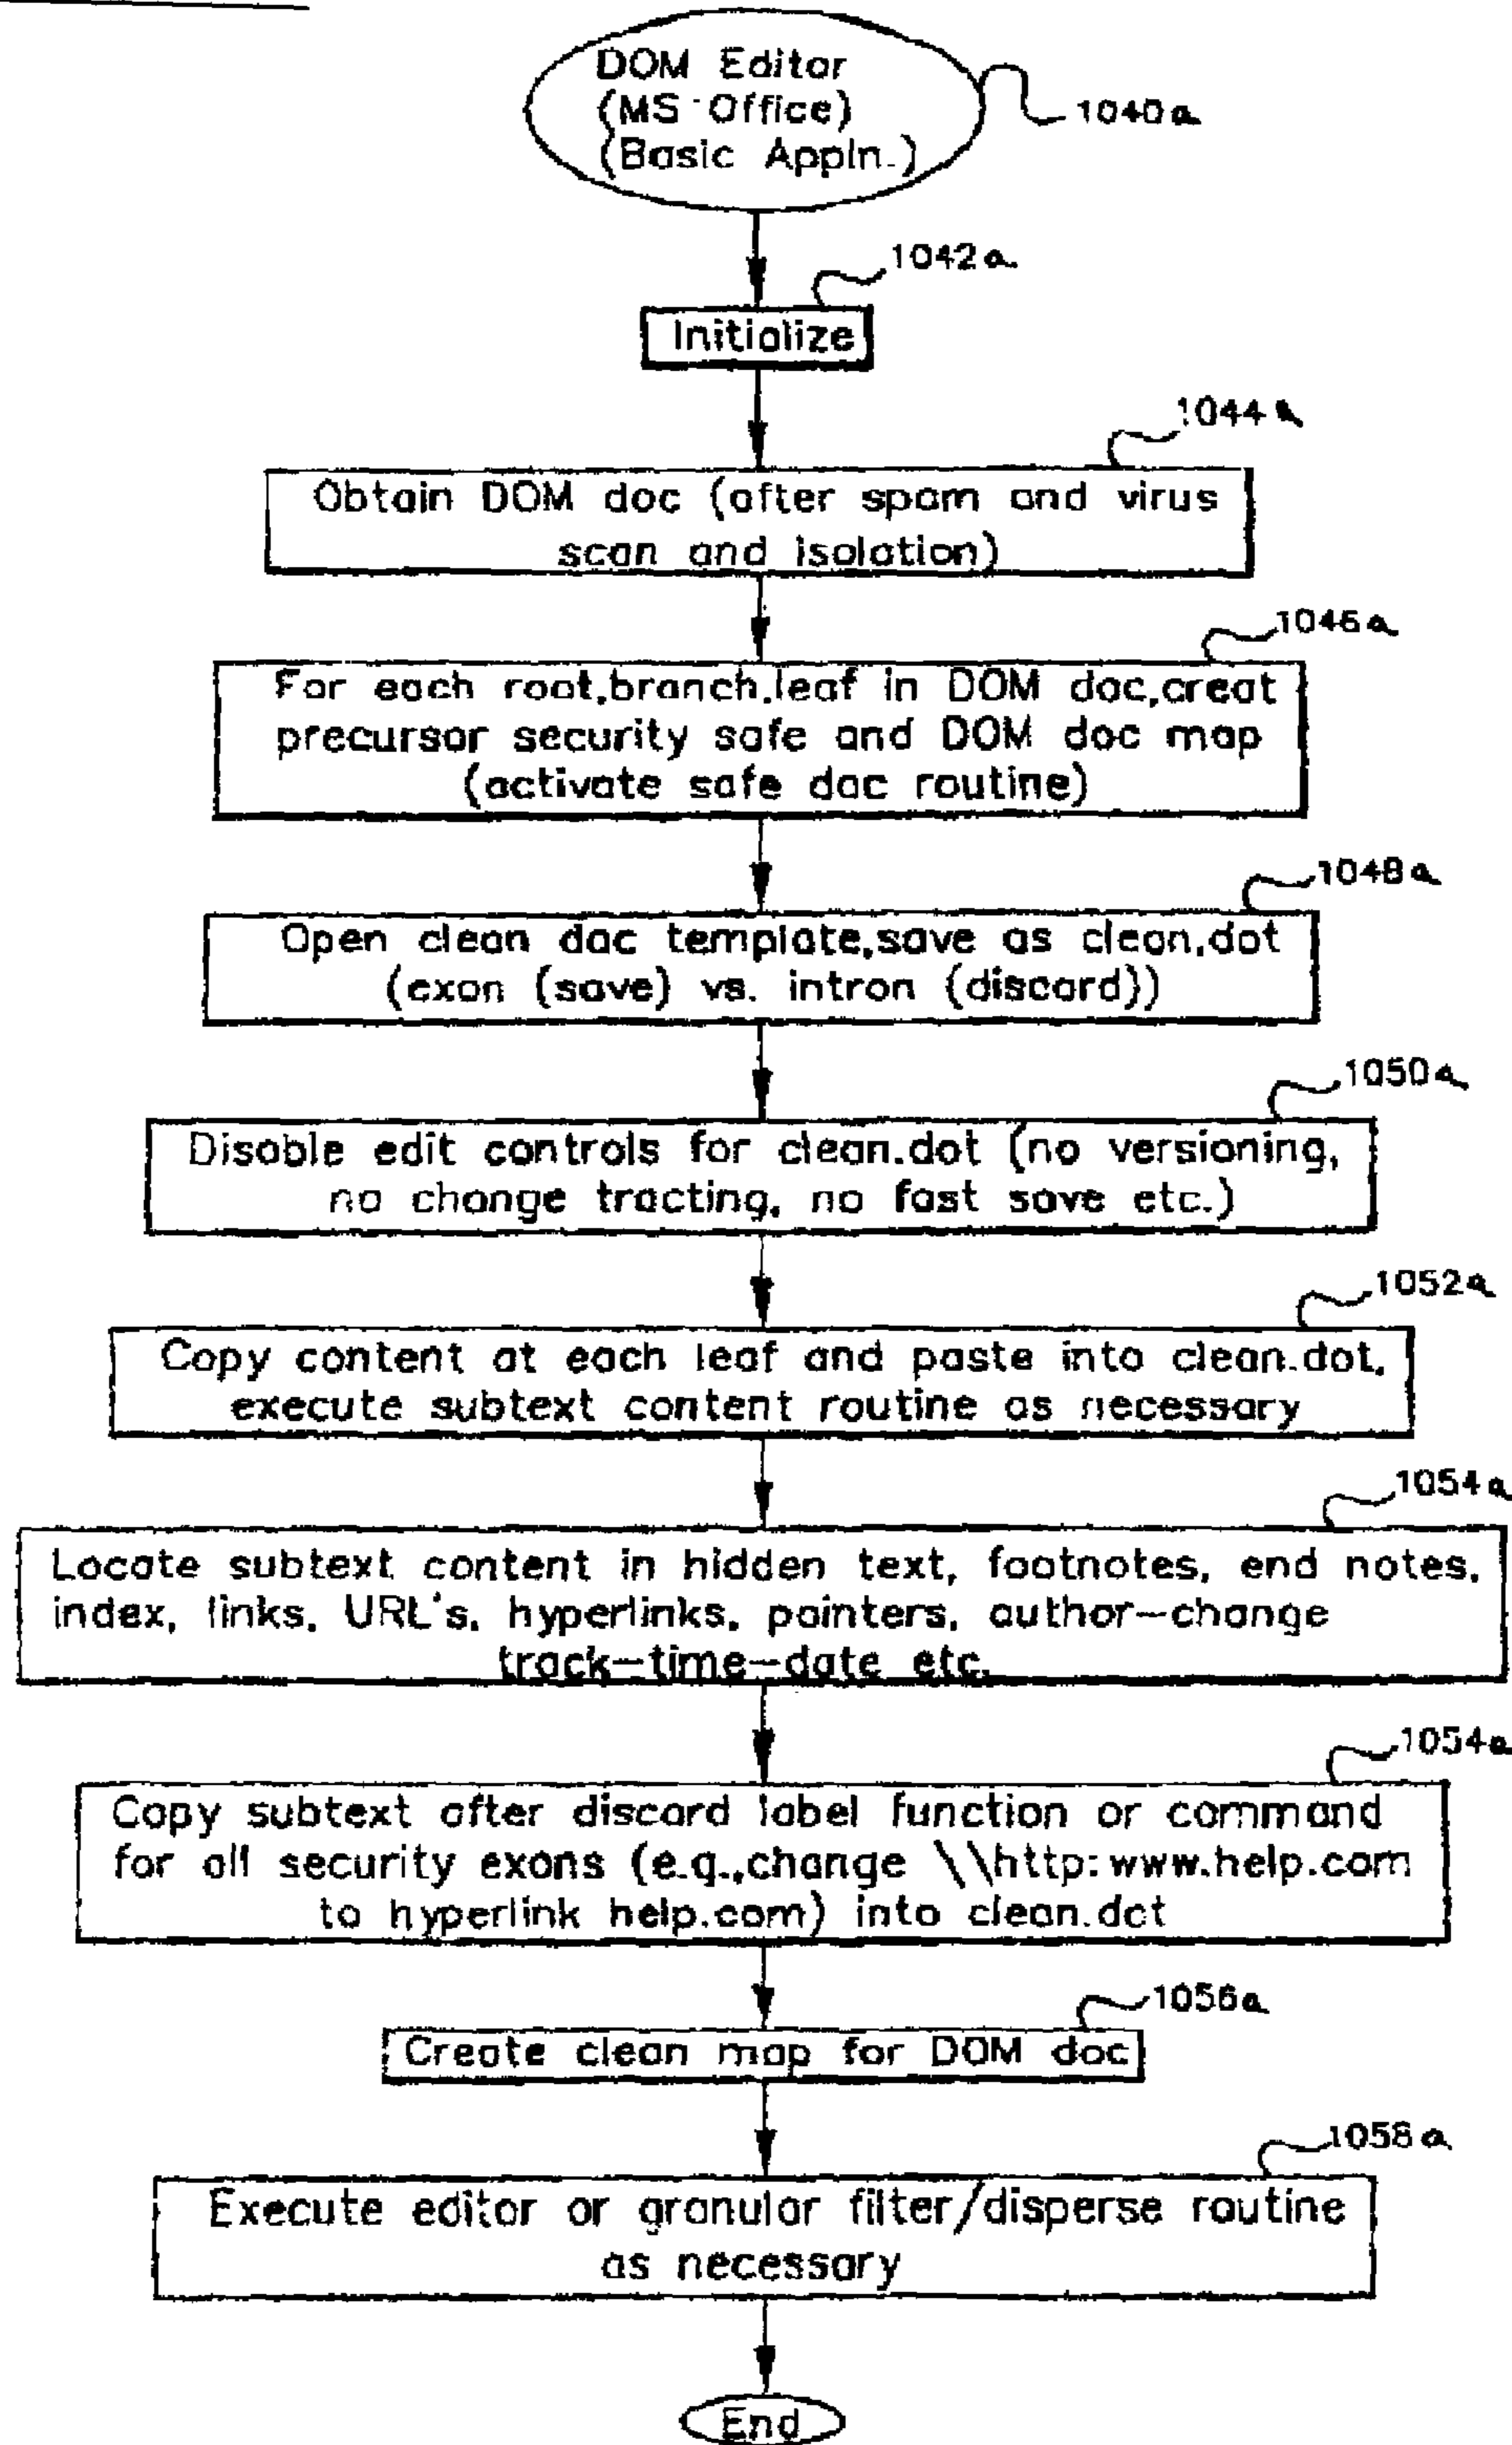 DOM Editor
(MS Office)
(Basic Appln.)
1040a
1042a
Initialize
1044a
Obtain DOM doc (after spam and virus
scan and isolation)
1046a
For each root.branch.leaf in DOM doc,creat
precursor security safe and DOM doc map
(activate safe doc routine)
1048a
Open clean doc template,save as clean.dot
(exon (save) vs. intron (discard))
1050a
Disable edit controls for clean.dot (no versioning,
no change tracting, no fast save etc.)
1052a
Copy content at each leaf and paste into clean.dot,
execute subtext content routine as necessary
1054a
Locate subtext content in hidden text, footnotes, end notes,
index, links, URL's, hyperlinks, pointers, author-change
track-time-date etc.
1054a
Copy subtext after discard label function or command
for all security exons (e.g.,change \\http:www.help.com
to hyperlink help.com) into clean.dot
1056a
Create clean map for DOM doc
1058a
Execute editor or granular filter/disperse routine
as necessary
End